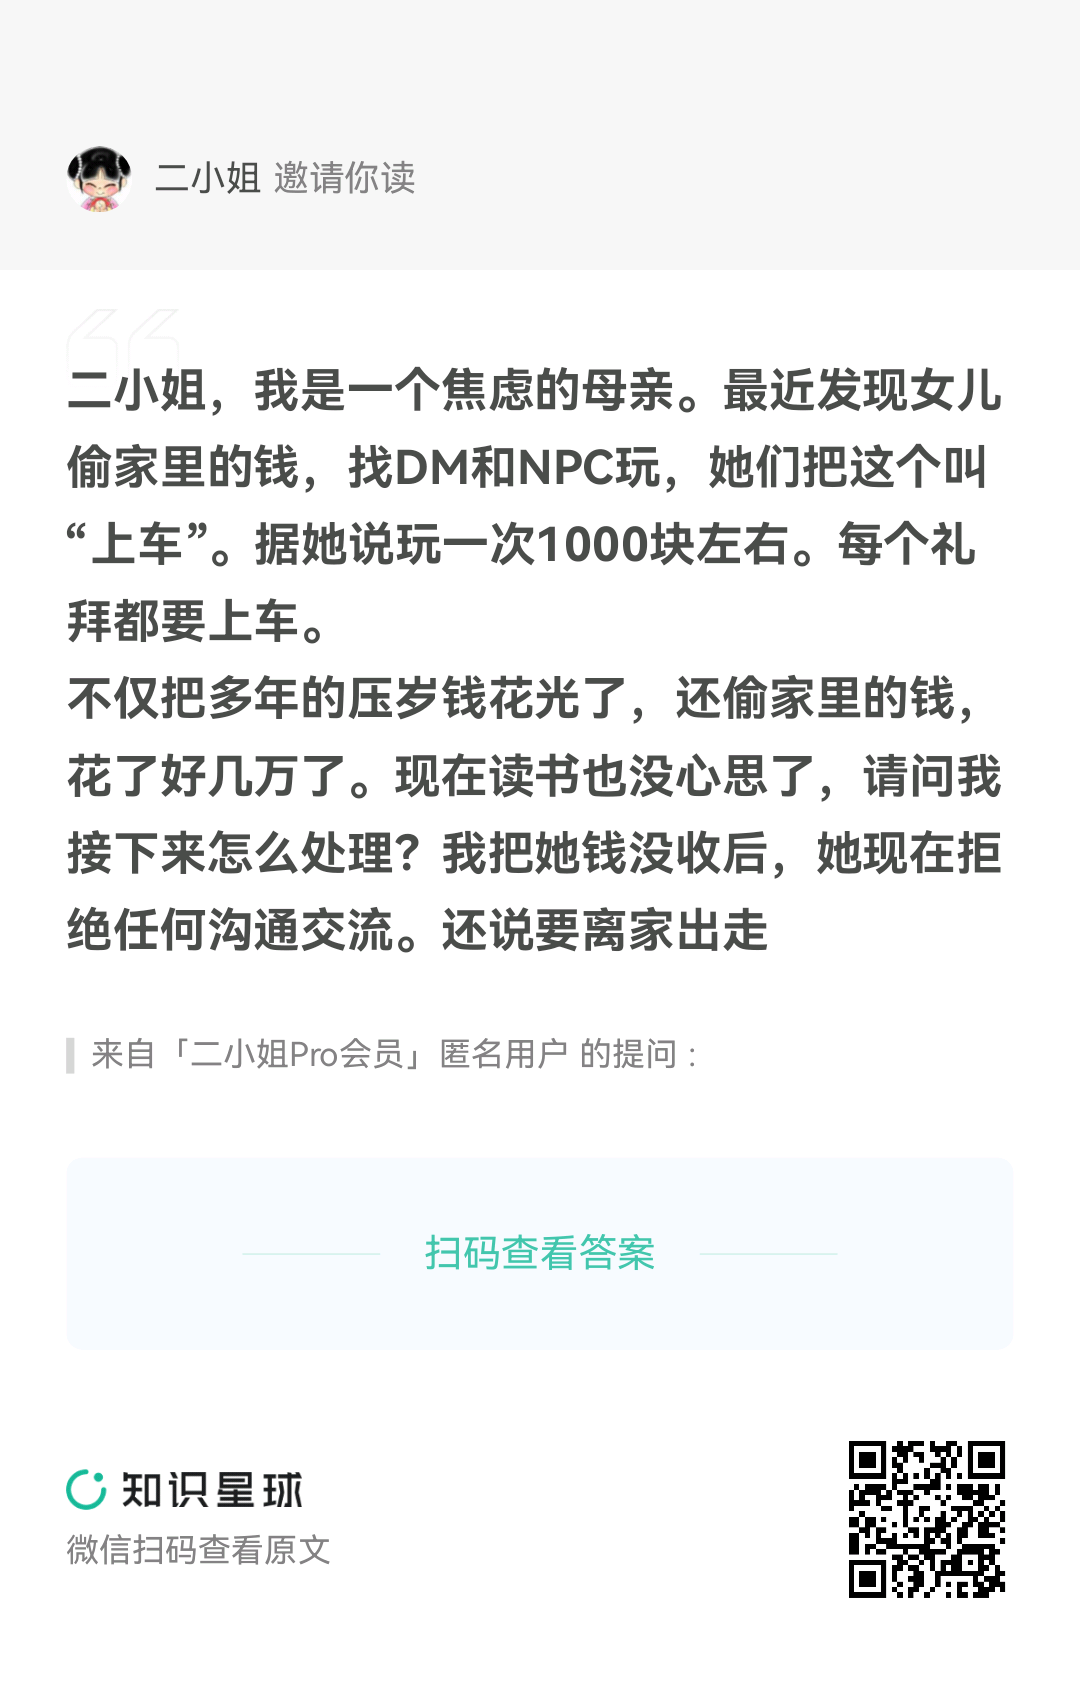 二小姐 邀请你读
二小姐，我是一个焦虑的母亲。最近发现女儿
偷家里的钱，找DM和NPC玩，她们把这个叫
“上车”。据她说玩一次1000块左右。每个礼
拜都要上车。
不仅把多年的压岁钱花光了，还偷家里的钱，
花了好几万了。现在读书也没心思了，请问我
接下来怎么处理？我把她钱没收后，她现在拒
绝任何沟通交流。还说要离家出走
来自「二小姐Pro会员」匿名用户 的提问：
扫码查看答案
知识星球
微信扫码查看原文